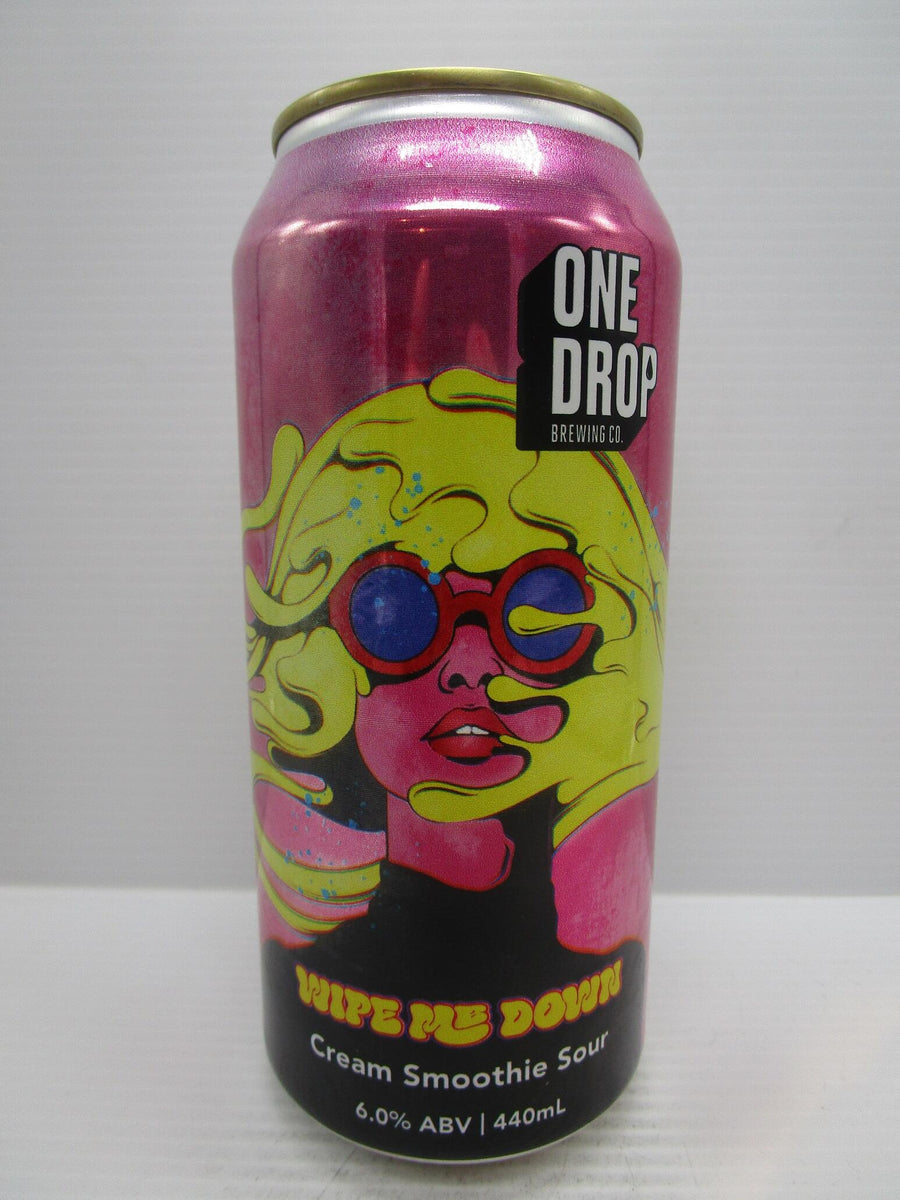 ONE
DROP
BREWING CO.
WIPE ME DOWN
Cream Smoothie Sour
6.0% ABV | 440mL